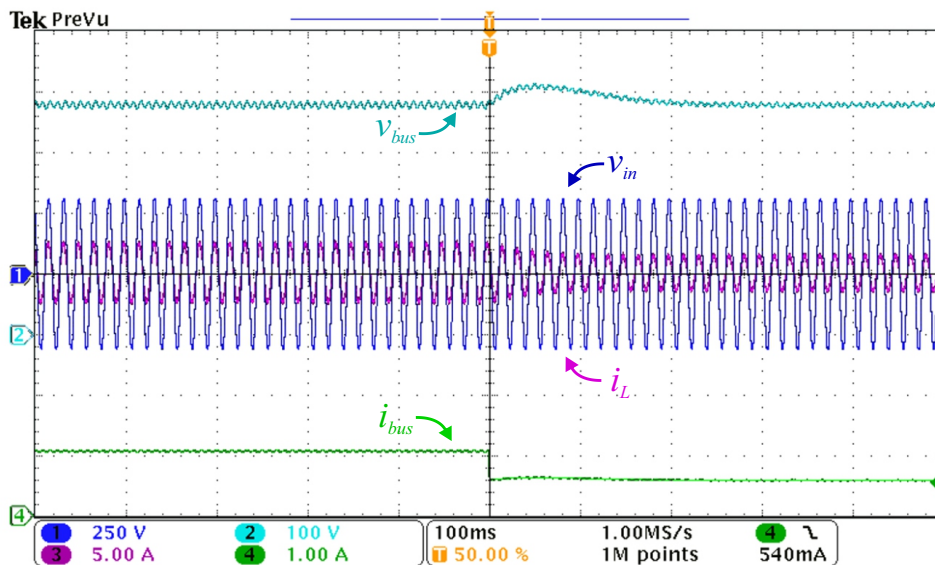 Tek PreVu
T
T
v_bus
v_in
1
2
i_L
i_bus
4
1 250 V 2 100 V 100ms 1.00MS/s 4
3 5.00 A 4 1.00 A T 50.00 % 1M points 540mA